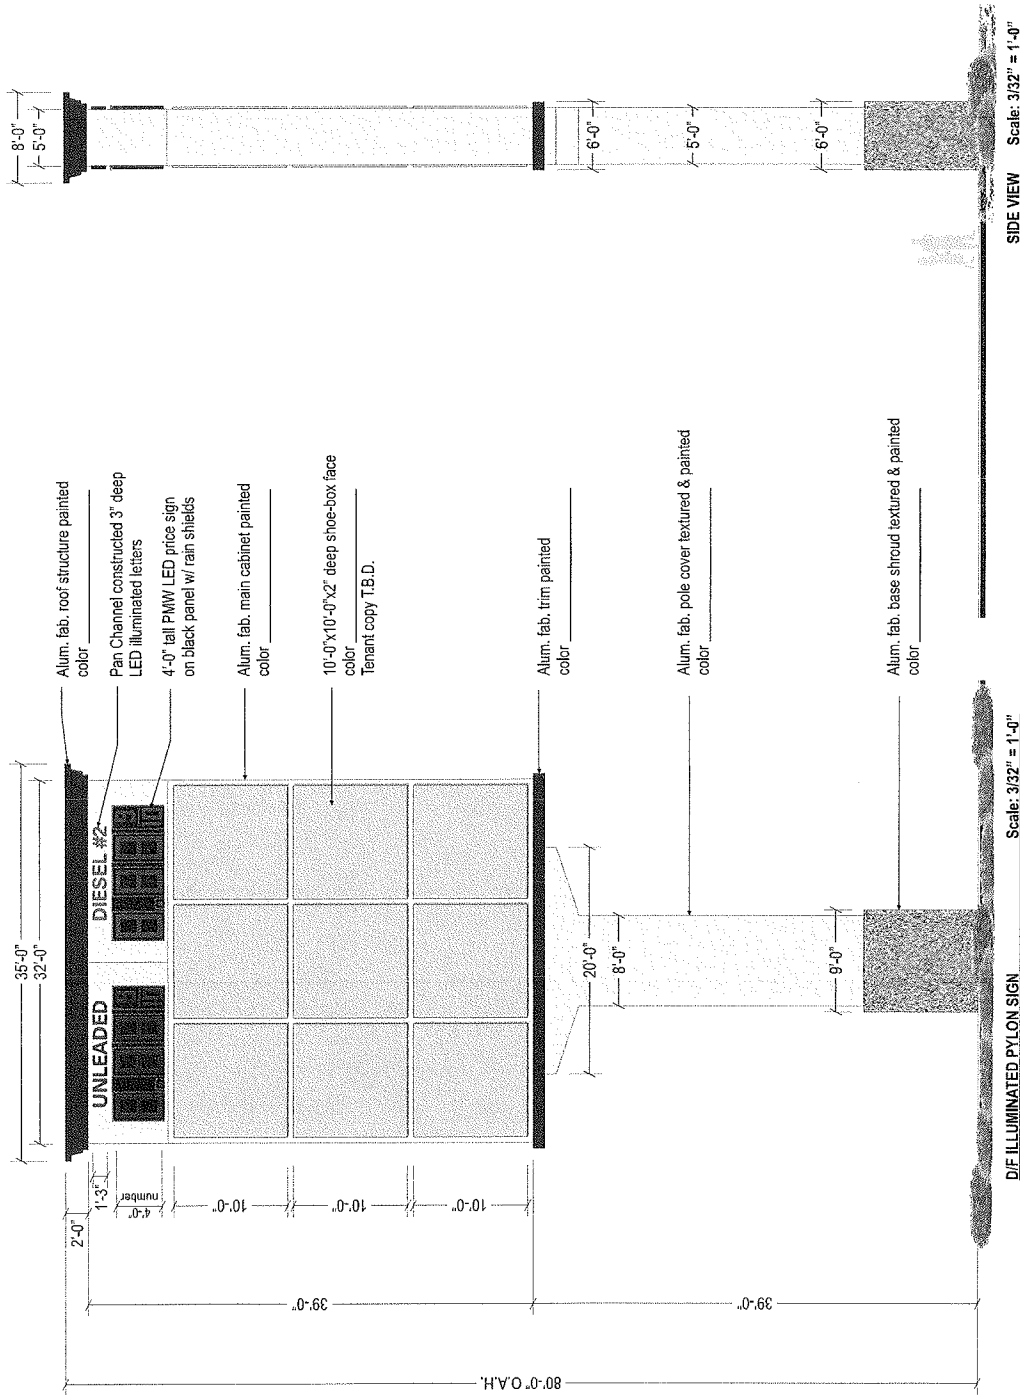 35'-0"
32'-0"
2'-0"
1'-3"
4'-0"
number
10'-0"
10'-0"
10'-0"
39'-0"
39'-0"
80'-0" O.A.H.
UNLEADED
DIESEL #2
Alum. fab. roof structure painted
color
Pan Channel constructed 3" deep
LED illuminated letters
4'-0" tall PMW LED price sign
on black panel w/ rain shields
Alum. fab. main cabinet painted
color
10'-0"x10'-0"x2" deep shoe-box face
color
Tenant copy T.B.D.
Alum. fab. trim painted
color
20'-0"
8'-0"
Alum. fab. pole cover textured & painted
color
9'-0"
Alum. fab. base shroud textured & painted
color
D/F ILLUMINATED PYLON SIGN
Scale: 3/32" = 1'-0"
8'-0"
5'-0"
6'-0"
5'-0"
6'-0"
SIDE VIEW
Scale: 3/32" = 1'-0"